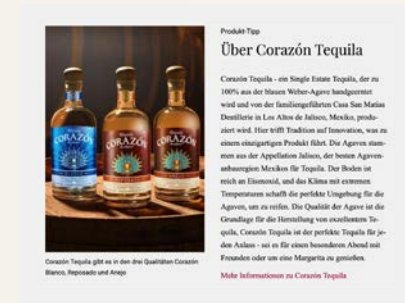 CORAZÓN
CORAZÓN
CORAZÓN
Corazón Tequila gibt es in den drei Qualitäten Corazón
Blanco, Reposado und Anejo
Produkt-Tipp
Über Corazón Tequila
Corazón Tequila - ein Single Estate Tequila, der zu
100% aus der blauen Weber-Agave handgeerntet
wird und von der familiengeführten Casa San Matias
Destillerie in Los Altos de Jalisco, Mexiko, produ-
ziert wird. Hier trifft Tradition auf Innovation, was zu
einem einzigartigen Produkt führt. Die Agaven stam-
men aus der Appellation Jalisco, der besten Agaven-
anbauregion Mexikos für Tequila. Der Boden ist
reich an Eisenoxid, und das Klima mit extremen
Temperaturen schafft die perfekte Umgebung für die
Agaven, um zu reifen. Die Qualität der Agave ist die
Grundlage für die Herstellung von exzellentem Te-
quila, Corazón Tequila ist der perfekte Tequila für je-
den Anlass - sei es für einen besonderen Abend mit
Freunden oder um eine Margarita zu genießen.
Mehr Informationen zu Corazón Tequila